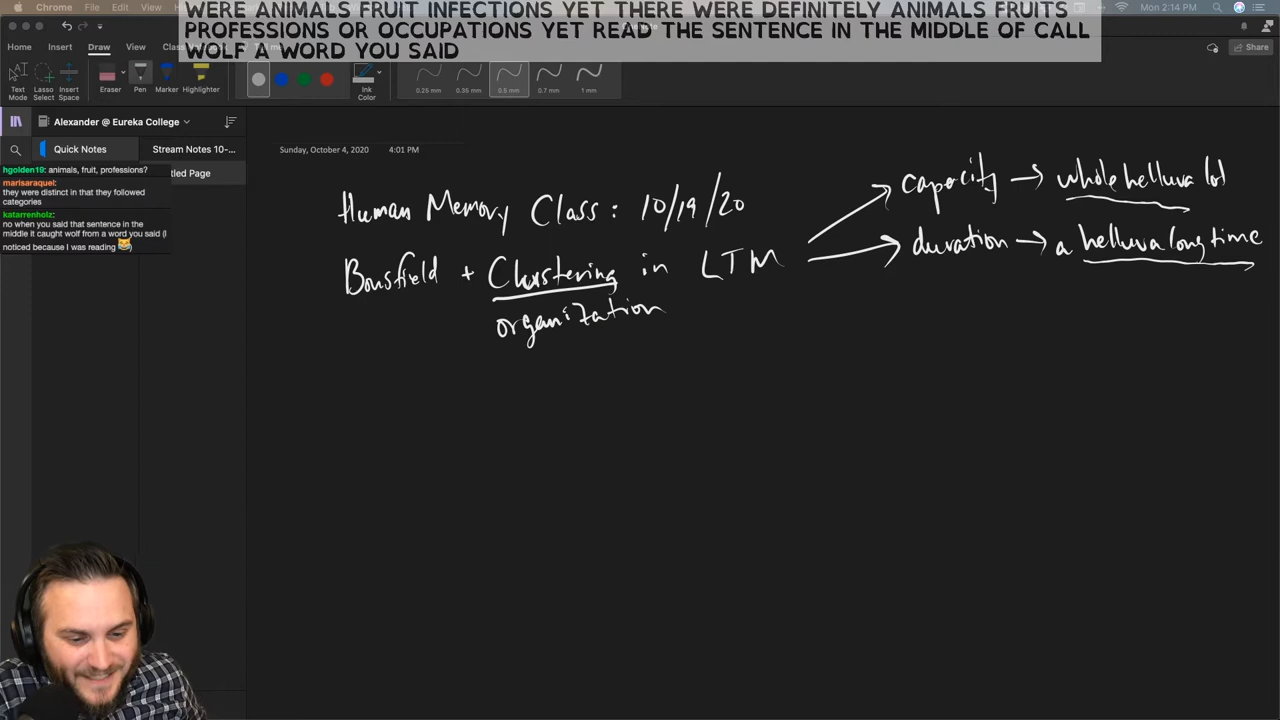 WERE ANIMALS FRUIT INFECTIONS YET THERE WERE DEFINITELY ANIMALS FRUITS
PROFESSIONS OR OCCUPATIONS YET READ THE SENTENCE IN THE MIDDLE OF CALL
WOLF A WORD YOU SAID
Chrome File Edit View
Mon 2:14 PM
Home Insert Draw Class
Share
Text Mode
Lasso Select
Insert Space
Eraser
Pen
Marker
Highlighter
Ink Color
0.25 mm
0.35 mm
0.5 mm
0.7 mm
1 mm
Alexander @ Eureka College
Quick Notes
Stream Notes 10-...
tled Page
hgolden19: animals, fruit, professions?
marisaraquel:
they were distinct in that they followed
categories
katarrenholz:
no when you said that sentence in the
middle it caught wolf from a word you said (I
noticed because I was reading 😹)
Sunday, October 4, 2020 4:01 PM
Human Memory Class: 10/19/20
Bousfield + Clustering in LTM
organization
capacity → whole helluva lot
duration → a helluva long time